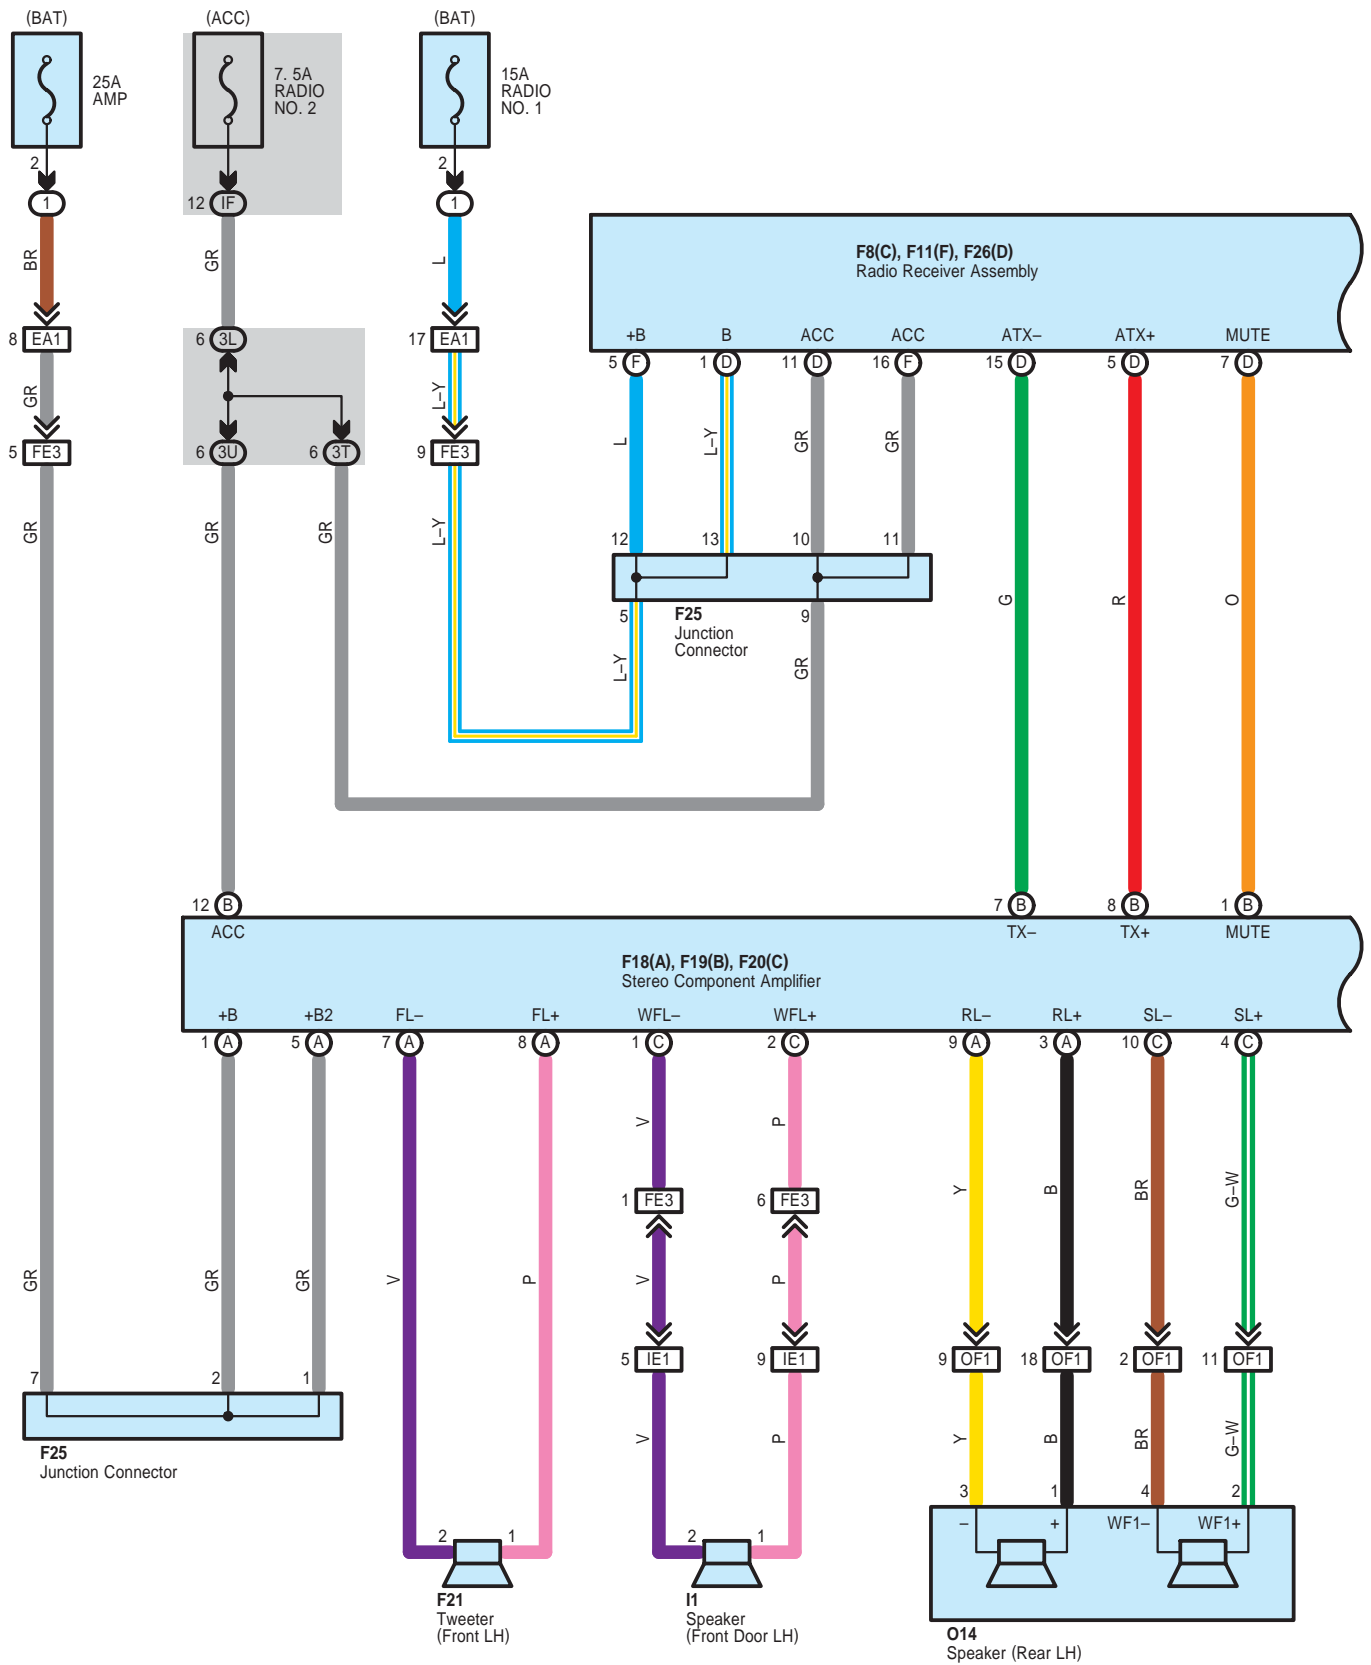 (BAT)
(ACC)
(BAT)
25A
AMP
7. 5A
RADIO
NO. 2
15A
RADIO
NO. 1
2
2
1
12 IF
1
BR
GR
L
F8(C), F11(F), F26(D)
Radio Receiver Assembly
+B
B
ACC
ACC
ATX–
ATX+
MUTE
8 EA1
6 3L
17 EA1
5 F
1 D
11 D
16 F
15 D
5 D
7 D
GR
L–Y
L
L–Y
GR
GR
5 FE3
6 3U
6 3T
9 FE3
GR
GR
GR
L–Y
12
13
10
11
G
R
O
5
9
F25
Junction
Connector
L–Y
GR
12 B
7 B
8 B
1 B
ACC
TX–
TX+
MUTE
F18(A), F19(B), F20(C)
Stereo Component Amplifier
+B
+B2
FL–
FL+
WFL–
WFL+
RL–
RL+
SL–
SL+
1 A
5 A
7 A
8 A
1 C
2 C
9 A
3 A
10 C
4 C
V
P
Y
B
BR
G–W
1 FE3
6 FE3
GR
GR
GR
V
P
V
P
5 IE1
9 IE1
9 OF1
18 OF1
2 OF1
11 OF1
7
2
1
F25
Junction Connector
V
P
Y
B
BR
G–W
3
1
4
2
–
+
WF1–
WF1+
2
1
2
1
F21
Tweeter
(Front LH)
I1
Speaker
(Front Door LH)
O14
Speaker (Rear LH)